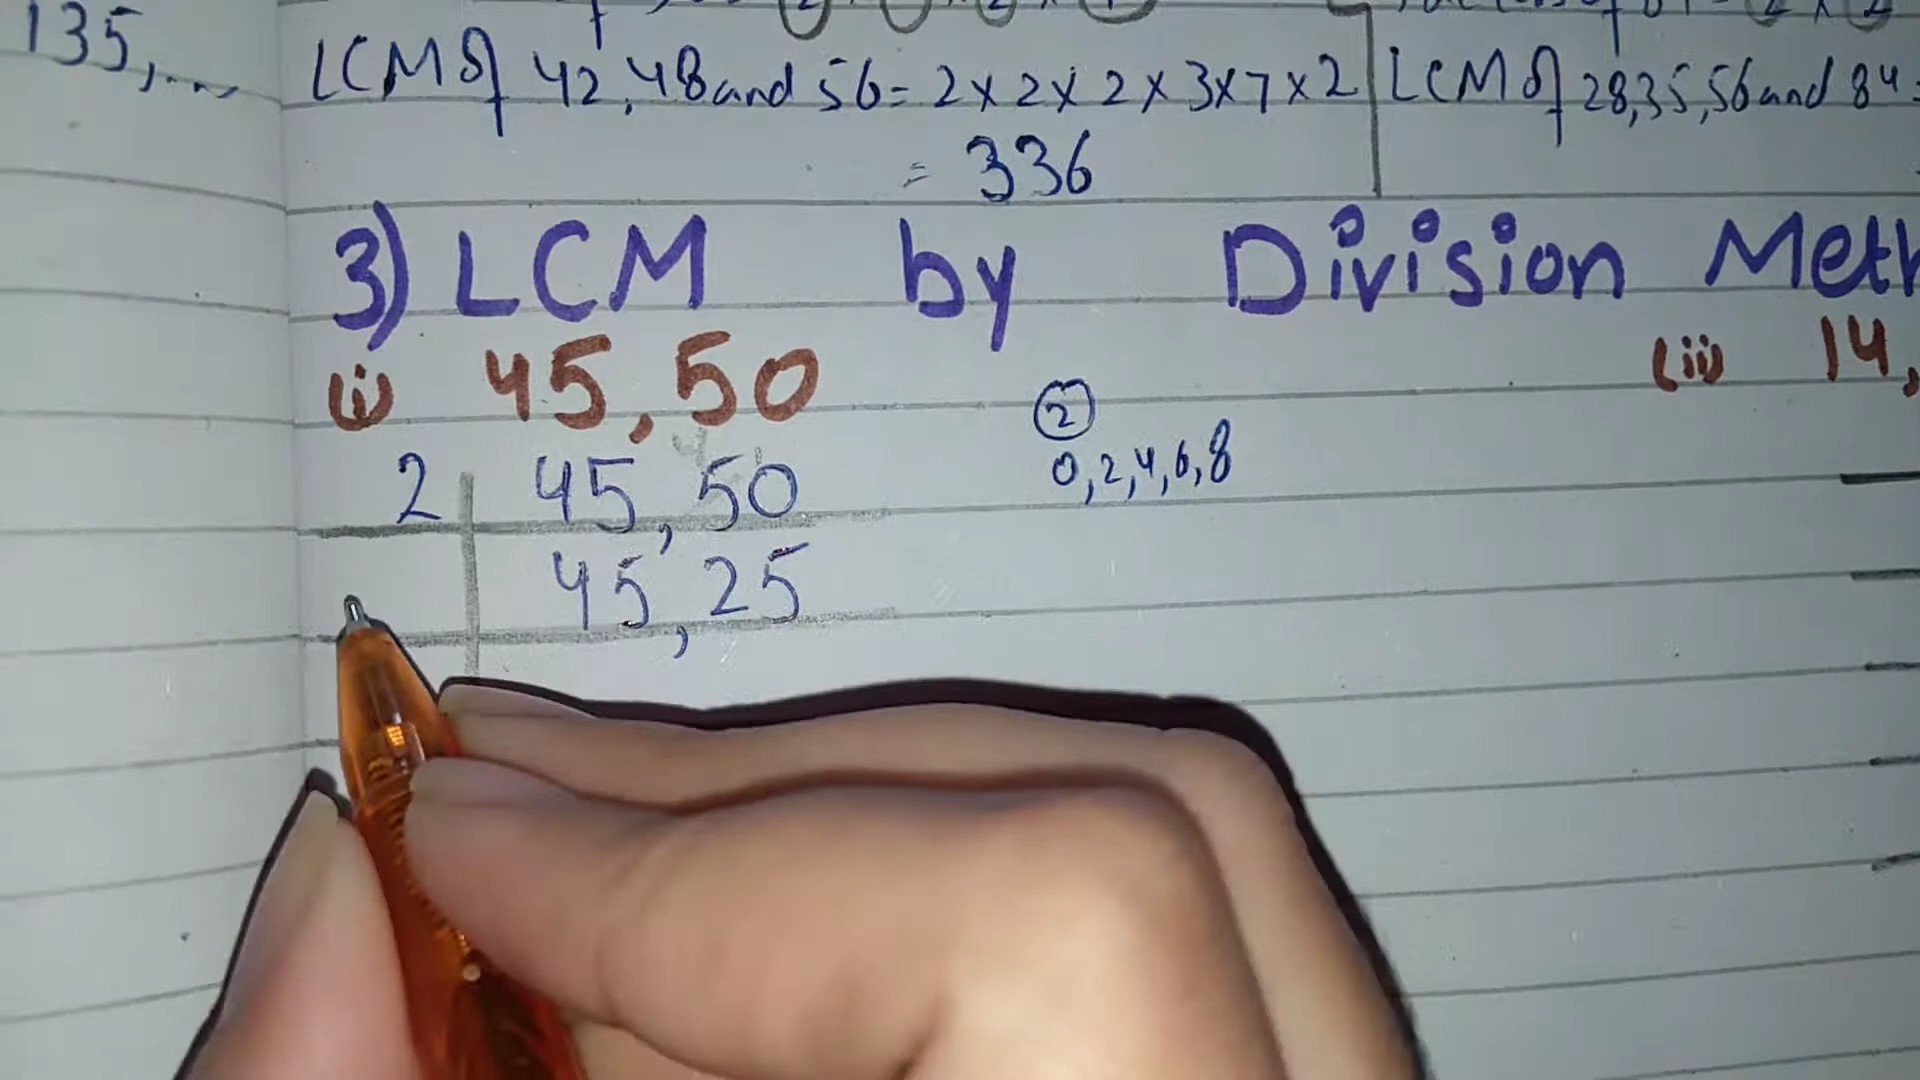 135,...
LCM of 42,48 and 56 = 2 x 2 x 2 x 3 x 7 x 2
LCM of 28,35,56 and 84 =
= 336
3) LCM by Division Meth
(i) 45,50
(ii) 14,
2
0,2,4,6,8
2 45,50
45,25